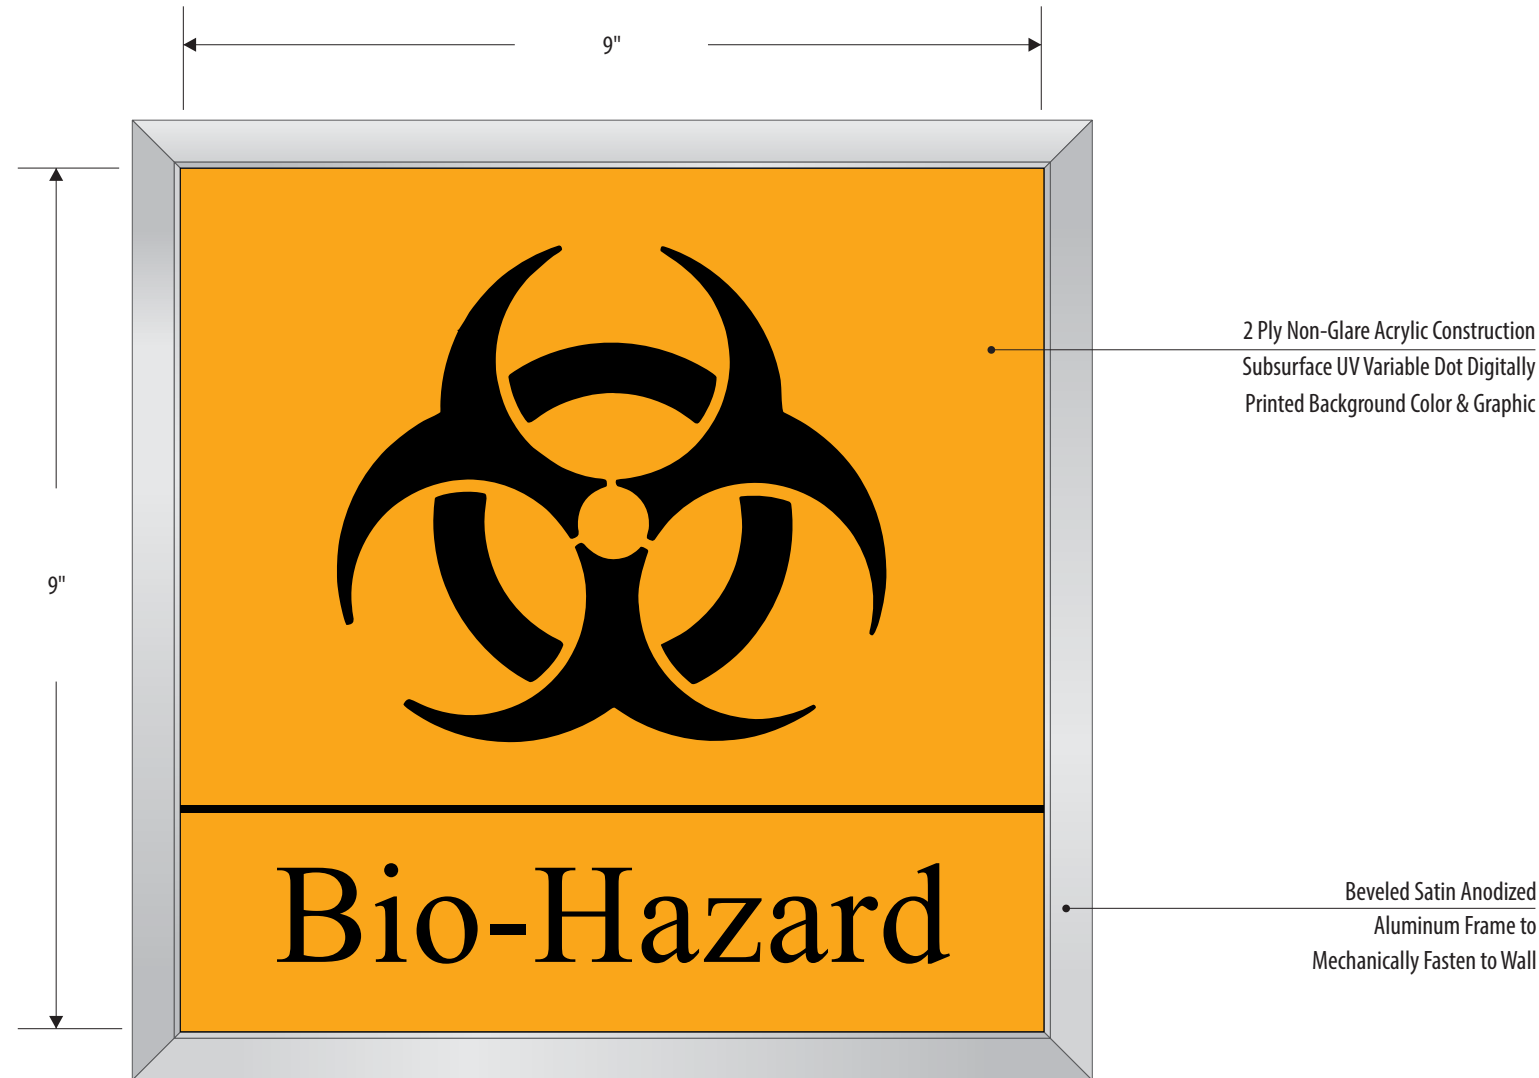 9"
2 Ply Non-Glare Acrylic Construction
Subsurface UV Variable Dot Digitally
Printed Background Color & Graphic
9"
Bio-Hazard
Beveled Satin Anodized
Aluminum Frame to
Mechanically Fasten to Wall